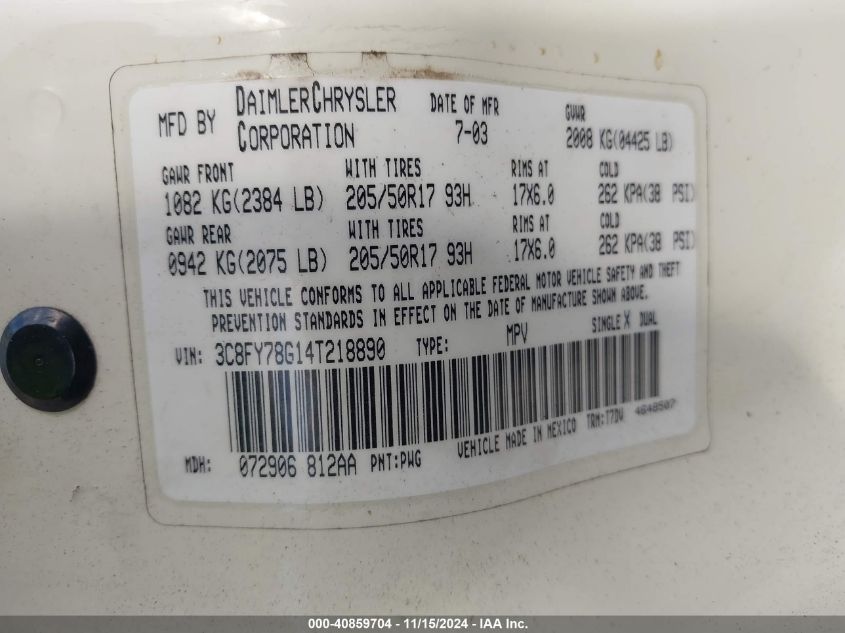 MFD BY DAIMLERCHRYSLER CORPORATION
DATE OF MFR 7-03
GVWR 2008 KG(04425 LB)
GAWR FRONT WITH TIRES RIMS AT COLD
1082 KG(2384 LB) 205/50R17 93H 17X6.0 262 KPA(38 PSI)
GAWR REAR WITH TIRES RIMS AT COLD
0942 KG(2075 LB) 205/50R17 93H 17X6.0 262 KPA(38 PSI)
THIS VEHICLE CONFORMS TO ALL APPLICABLE FEDERAL MOTOR VEHICLE SAFETY AND THEFT
PREVENTION STANDARDS IN EFFECT ON THE DATE OF MANUFACTURE SHOWN ABOVE.
VIN: 3C8FY78G14T218890 TYPE: MPV SINGLE X DUAL
MDH: 072906 812AA PNT:PWG VEHICLE MADE IN MEXICO TRM:T7DV 4648507
000-40859704 - 11/15/2024 - IAA Inc.